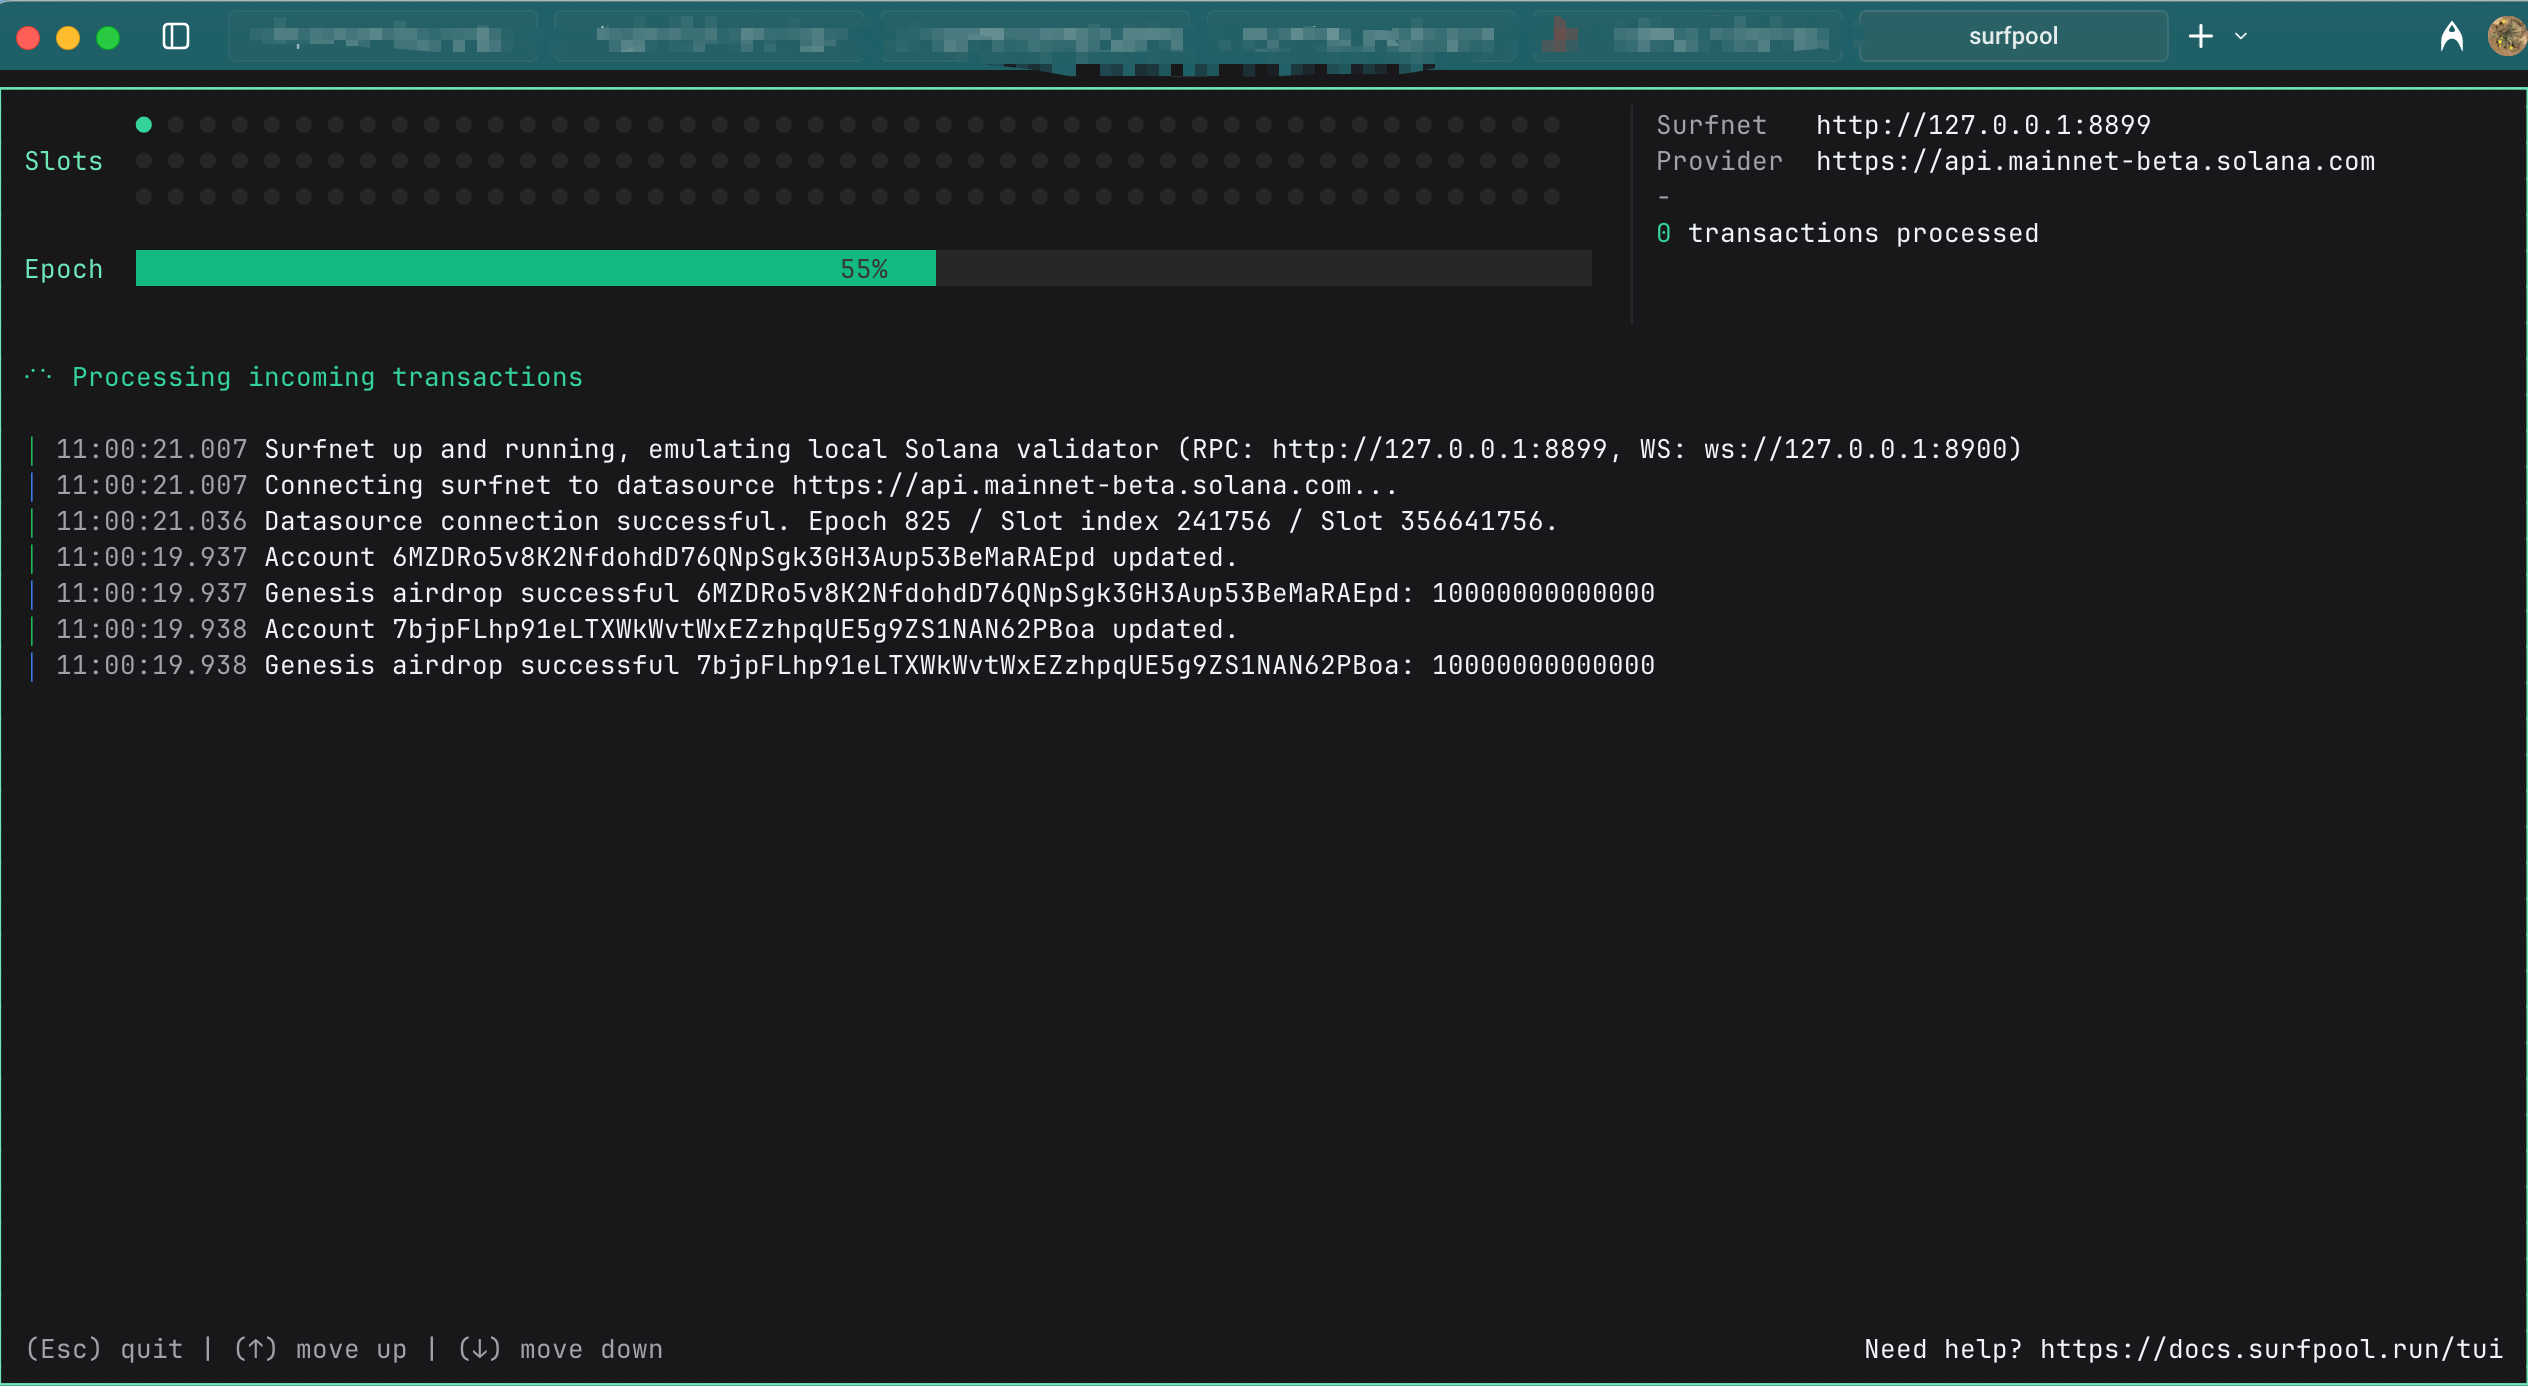 surfpool
Surfnet http://127.0.0.1:8899
Slots
Provider https://api.mainnet-beta.solana.com
-
0 transactions processed
Epoch 55%
Processing incoming transactions
11:00:21.007 Surfnet up and running, emulating local Solana validator (RPC: http://127.0.0.1:8899, WS: ws://127.0.0.1:8900)
11:00:21.007 Connecting surfnet to datasource https://api.mainnet-beta.solana.com...
11:00:21.036 Datasource connection successful. Epoch 825 / Slot index 241756 / Slot 356641756.
11:00:19.937 Account 6MZDRo5v8K2NfdohdD76QNpSgk3GH3Aup53BeMaRAEpd updated.
11:00:19.937 Genesis airdrop successful 6MZDRo5v8K2NfdohdD76QNpSgk3GH3Aup53BeMaRAEpd: 10000000000000
11:00:19.938 Account 7bjpFLhp91eLTXWkWvtWxEZzhpqUE5g9ZS1NAN62PBoa updated.
11:00:19.938 Genesis airdrop successful 7bjpFLhp91eLTXWkWvtWxEZzhpqUE5g9ZS1NAN62PBoa: 10000000000000
(Esc) quit | (↑) move up | (↓) move down
Need help? https://docs.surfpool.run/tui